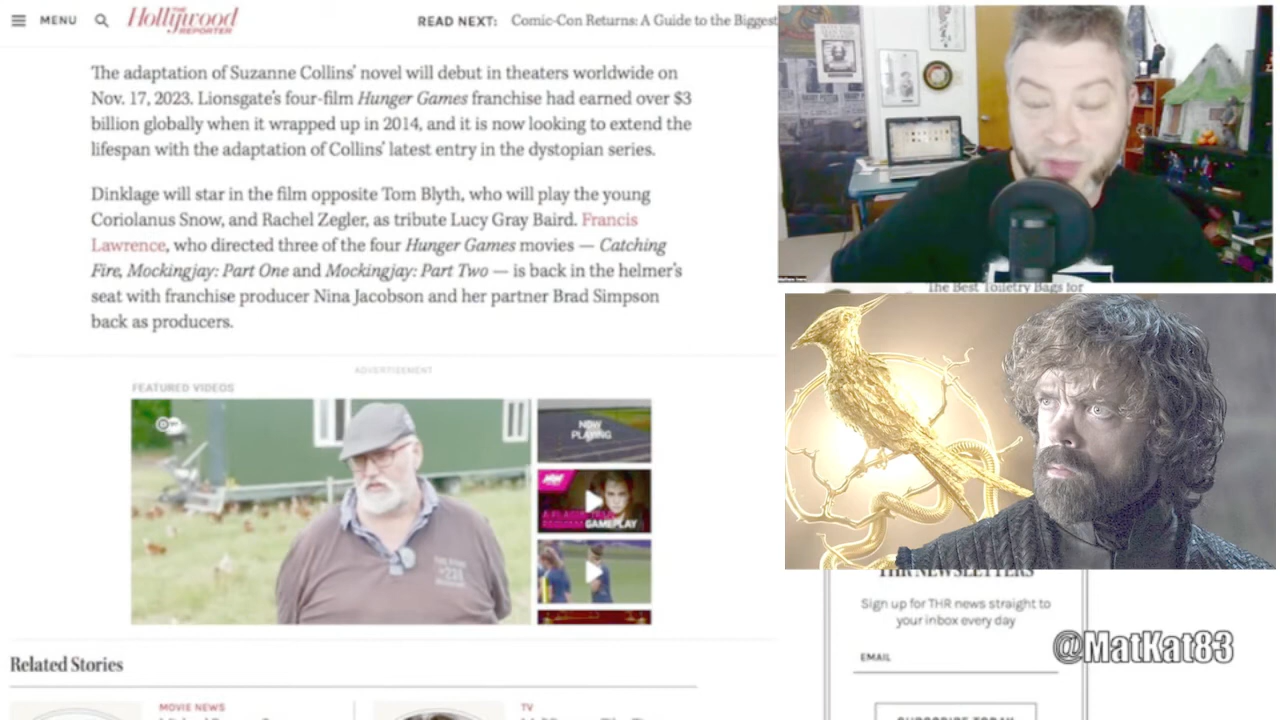 MENU
THE
Hollywood
REPORTER
READ NEXT: Comic-Con Returns: A Guide to the Biggest
The adaptation of Suzanne Collins’ novel will debut in theaters worldwide on
Nov. 17, 2023. Lionsgate’s four-film Hunger Games franchise had earned over $3
billion globally when it wrapped up in 2014, and it is now looking to extend the
lifespan with the adaptation of Collins’ latest entry in the dystopian series.
Dinklage will star in the film opposite Tom Blyth, who will play the young
Coriolanus Snow, and Rachel Zegler, as tribute Lucy Gray Baird. Francis
Lawrence, who directed three of the four Hunger Games movies — Catching
Fire, Mockingjay: Part One and Mockingjay: Part Two — is back in the helmer’s
seat with franchise producer Nina Jacobson and her partner Brad Simpson
back as producers.
ADVERTISEMENT
FEATURED VIDEOS
NOW
PLAYING
GAMEPLAY
Related Stories
MOVIE NEWS
TV
The Best Toiletry Bags for
THR NEWSLETTERS
Sign up for THR news straight to
your inbox every day
EMAIL
SUBSCRIBE TODAY
@MatKat83